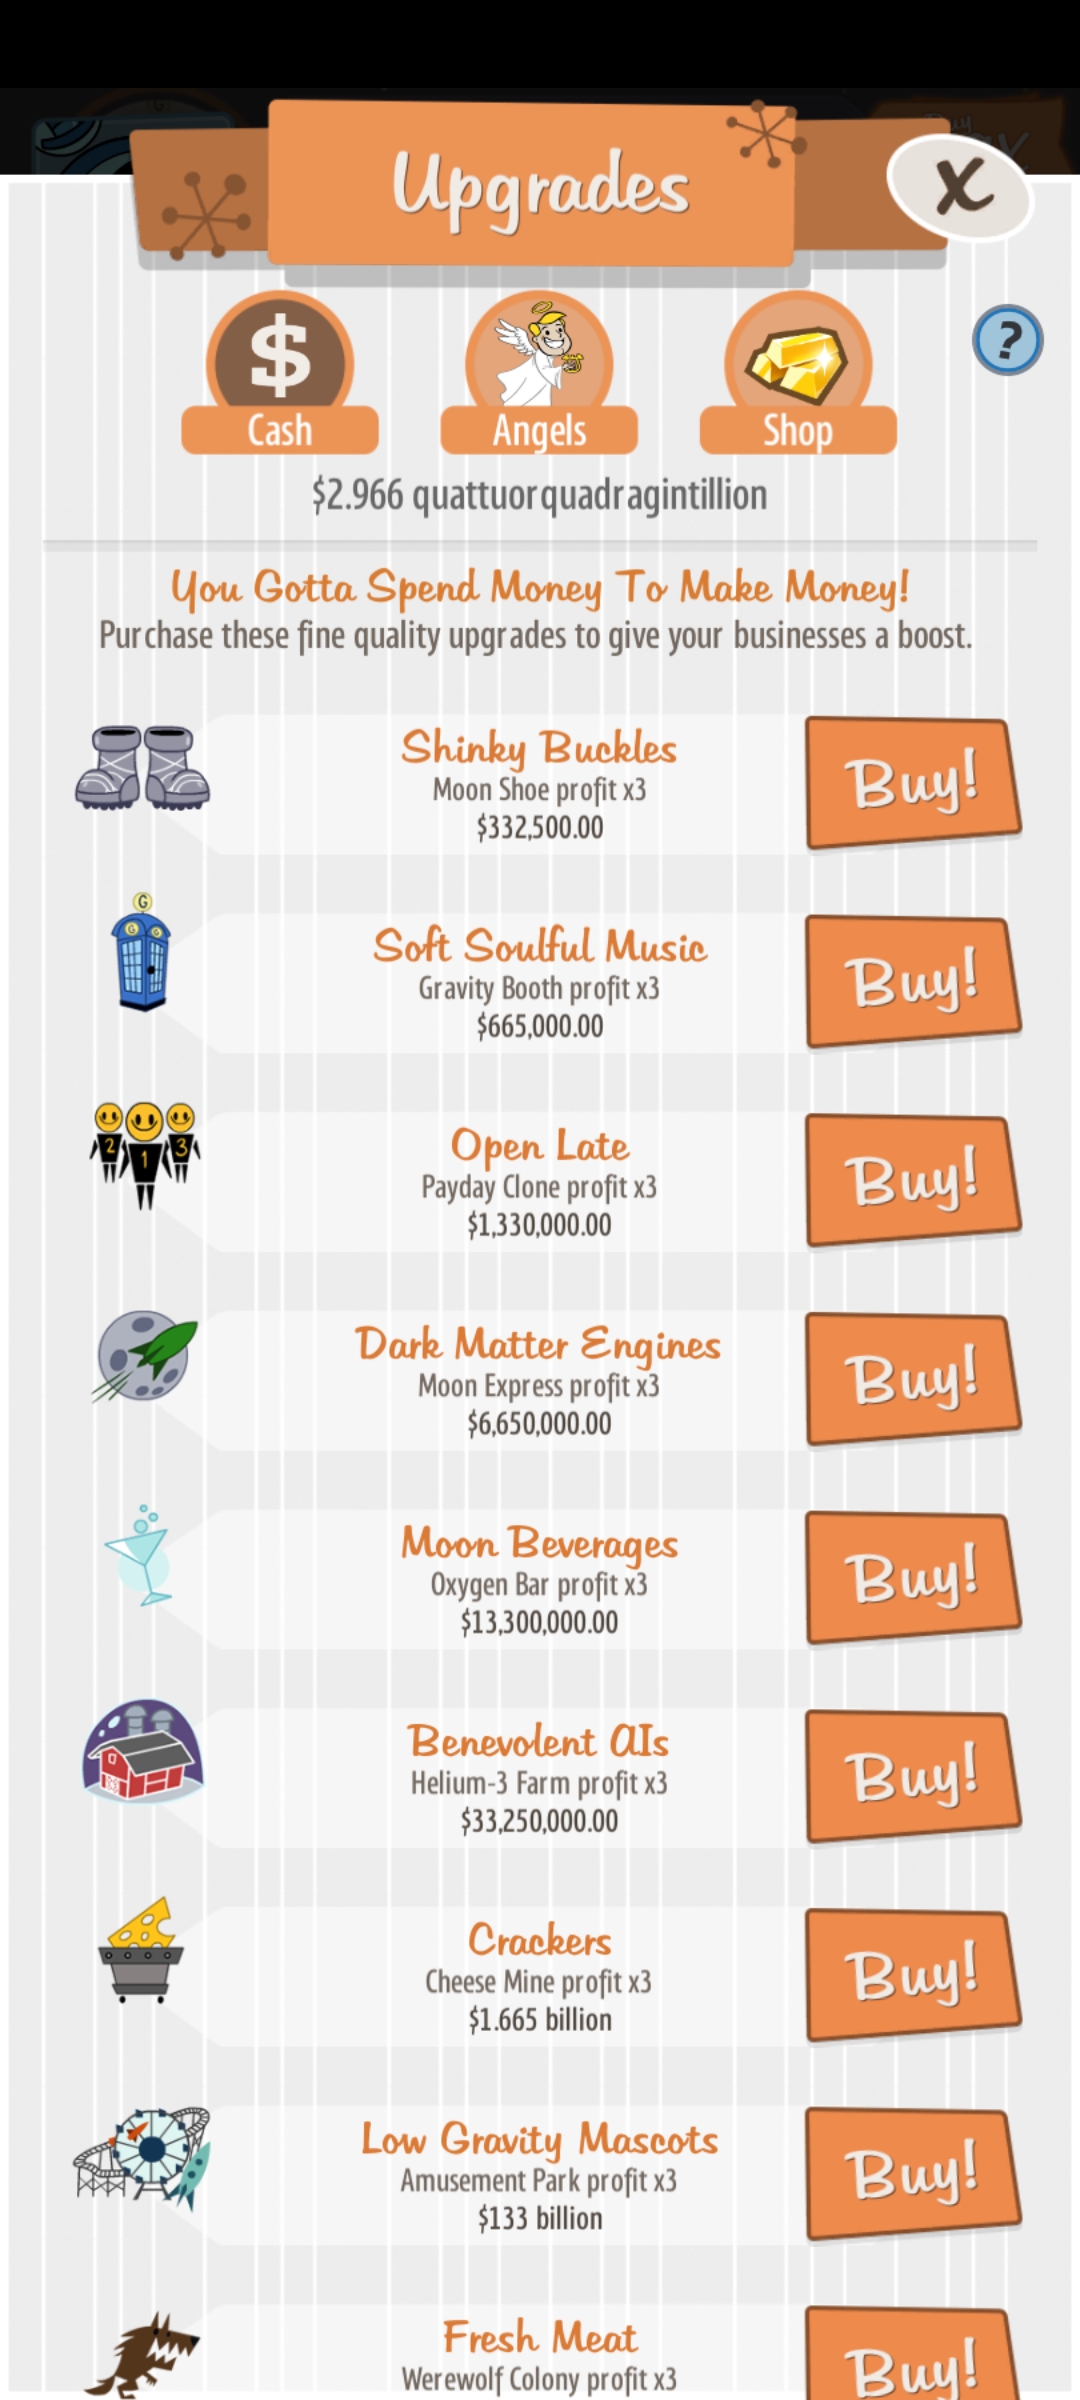 Upgrades
X
$
Cash
Angels
Shop
?
$2.966 quattuorquadragintillion
You Gotta Spend Money To Make Money!
Purchase these fine quality upgrades to give your businesses a boost.
Shinky Buckles
Moon Shoe profit x3
$332,500.00
Buy!
G
G G
Soft Soulful Music
Gravity Booth profit x3
$665,000.00
Buy!
2 1 3
Open Late
Payday Clone profit x3
$1,330,000.00
Buy!
Dark Matter Engines
Moon Express profit x3
$6,650,000.00
Buy!
Moon Beverages
Oxygen Bar profit x3
$13,300,000.00
Buy!
Benevolent AIs
Helium-3 Farm profit x3
$33,250,000.00
Buy!
Crackers
Cheese Mine profit x3
$1.665 billion
Buy!
Low Gravity Mascots
Amusement Park profit x3
$133 billion
Buy!
Fresh Meat
Werewolf Colony profit x3
Buy!